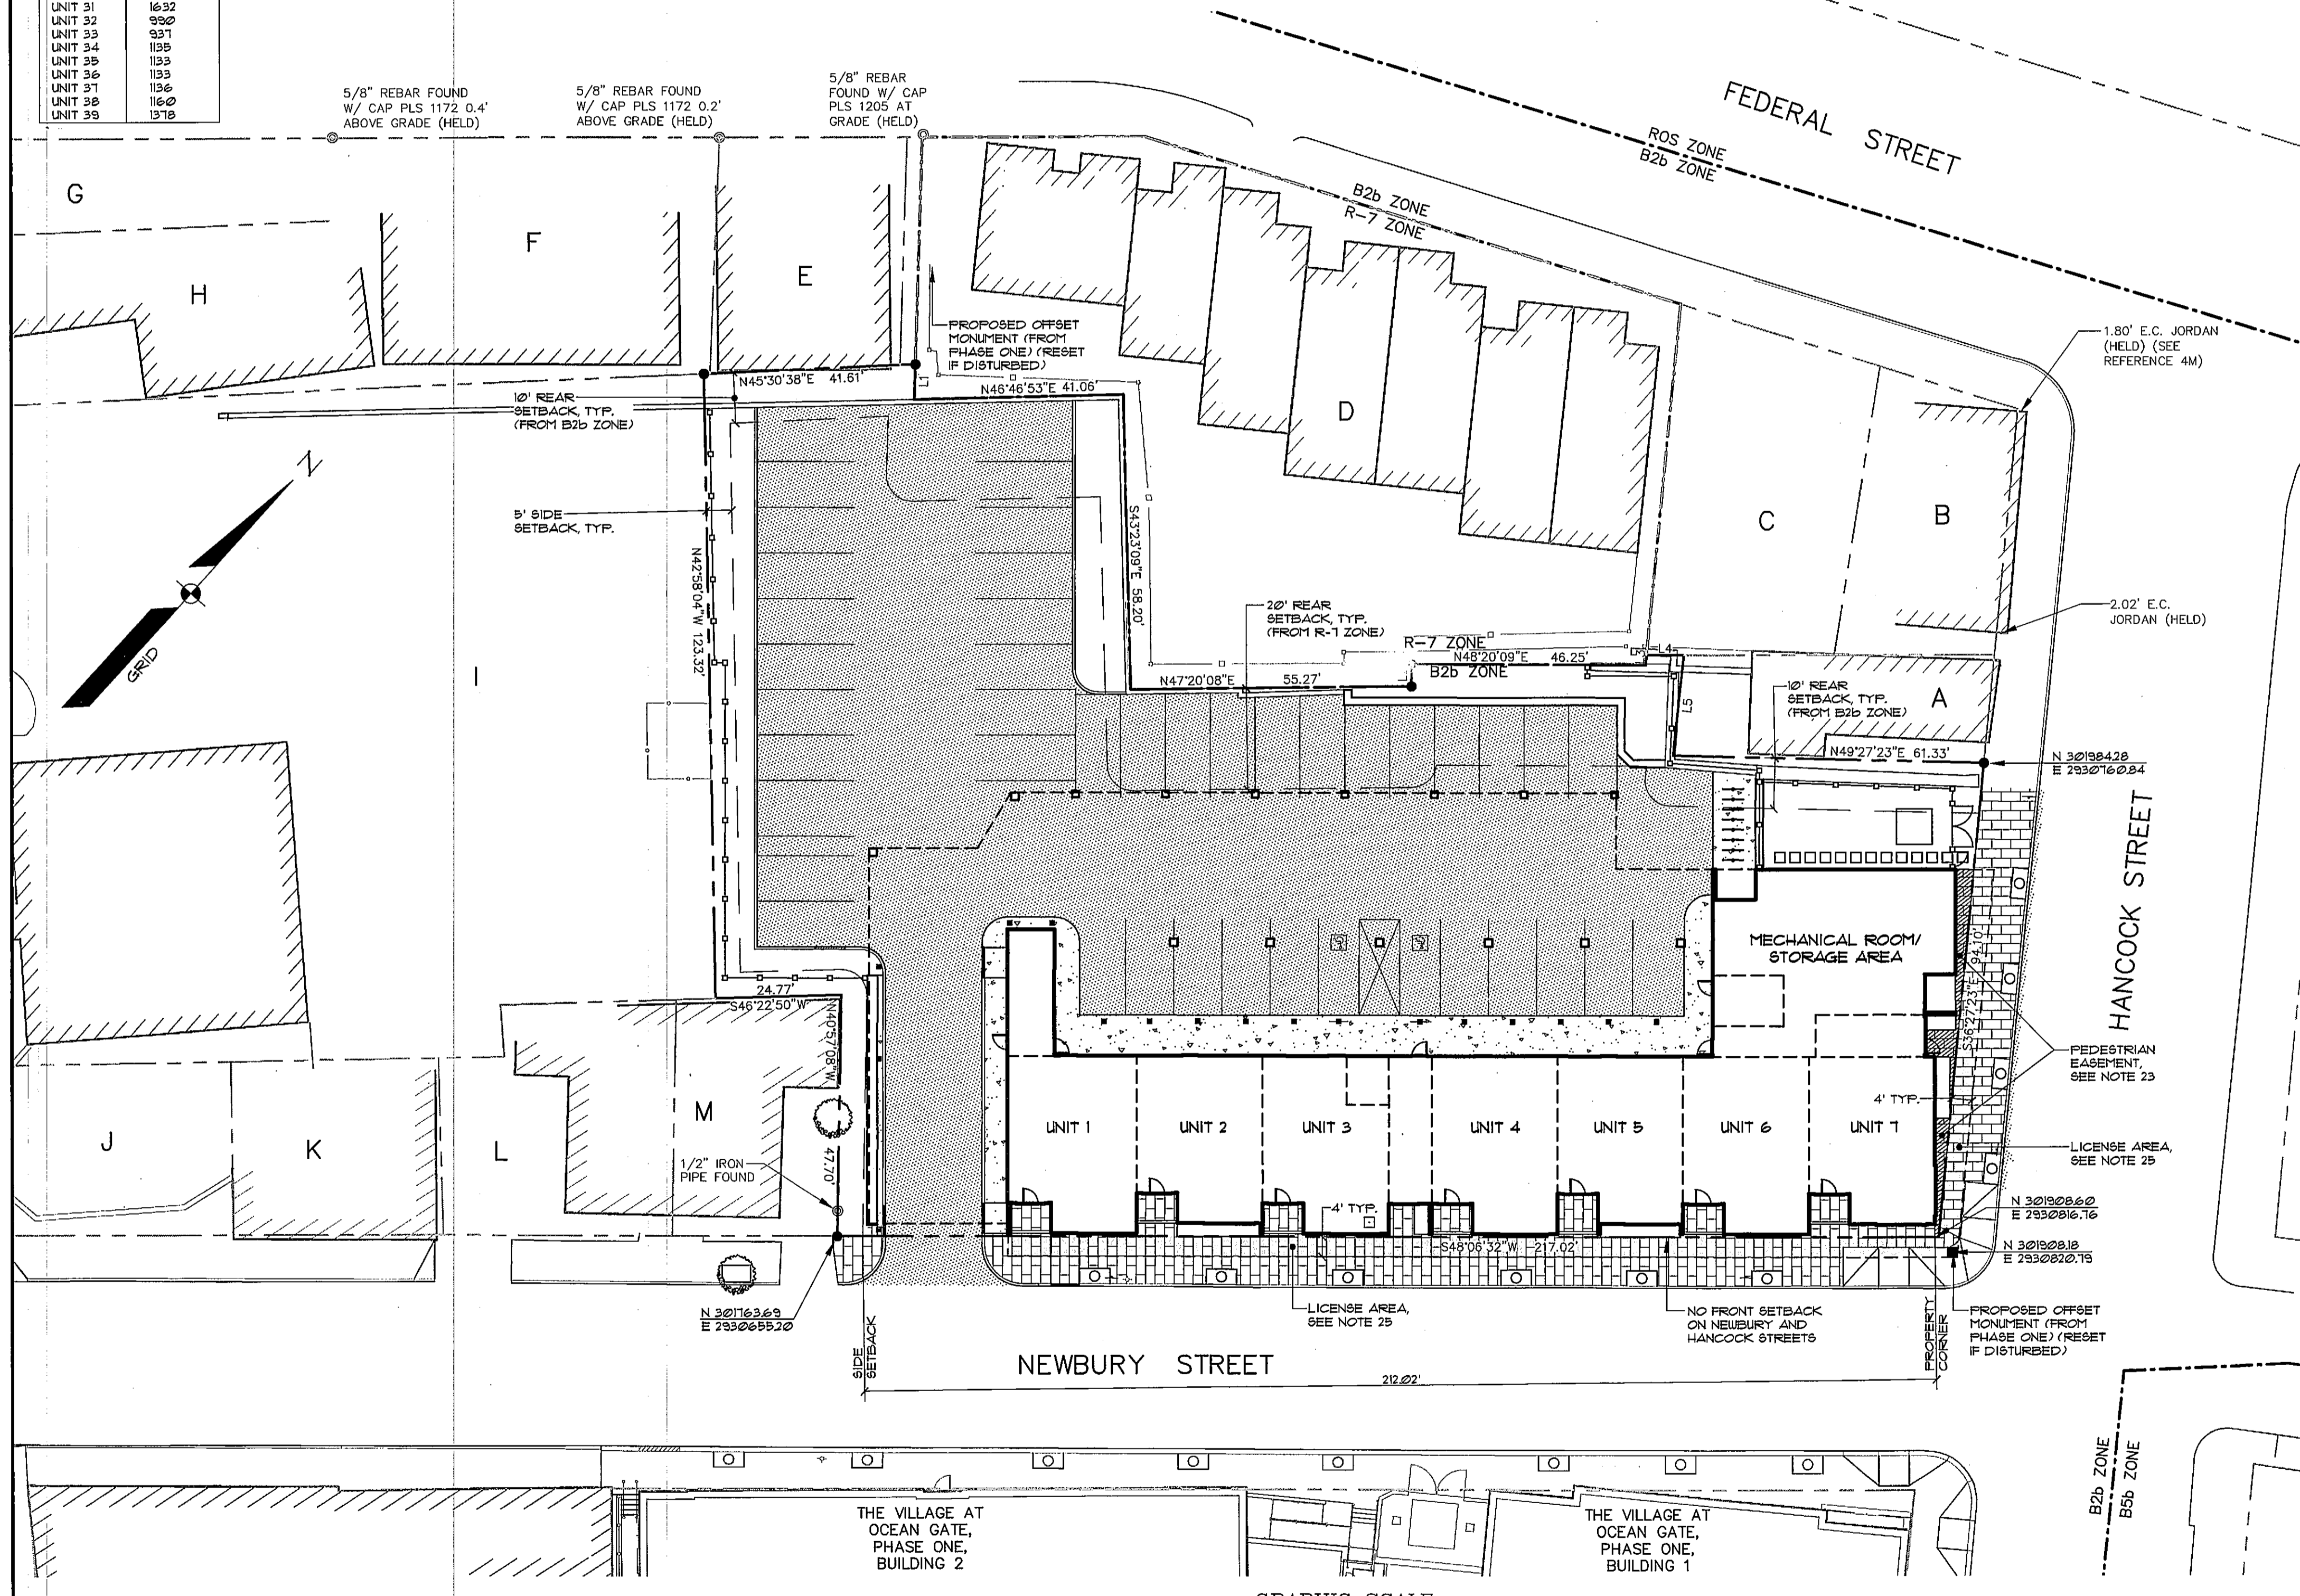 UNIT 31 1632
UNIT 32 990
UNIT 33 937
UNIT 34 1135
UNIT 35 1133
UNIT 36 1133
UNIT 37 1136
UNIT 38 1160
UNIT 39 1378
5/8" REBAR FOUND
W/ CAP PLS 1172 0.4'
ABOVE GRADE (HELD)
5/8" REBAR FOUND
W/ CAP PLS 1172 0.2'
ABOVE GRADE (HELD)
5/8" REBAR
FOUND W/ CAP
PLS 1205 AT
GRADE (HELD)
FEDERAL STREET
ROS ZONE
B2b ZONE
B2b ZONE
R-7 ZONE
G
H
F
E
D
C
B
A
PROPOSED OFFSET
MONUMENT (FROM
PHASE ONE) (RESET
IF DISTURBED)
1.80' E.C. JORDAN
(HELD) (SEE
REFERENCE 4M)
N45°30'38"E 41.61'
L1
N46°46'53"E 41.06'
10' REAR
SETBACK, TYP.
(FROM B2b ZONE)
N
GRID
5' SIDE
SETBACK, TYP.
N42°58'04"W 123.32'
S43°23'09"E 58.20'
20' REAR
SETBACK, TYP.
(FROM R-7 ZONE)
R-7 ZONE
N48°20'09"E 46.25'
B2b ZONE
N47°20'08"E 55.27'
L4
L5
2.02' E.C.
JORDAN (HELD)
10' REAR
SETBACK, TYP.
(FROM B2b ZONE)
N49°27'23"E 61.33'
N 301984.28
E 2930760.84
HANCOCK STREET
I
MECHANICAL ROOM/
STORAGE AREA
S36°27'23"E 94.10'
24.77'
S46°22'50"W
N40°57'08"W
47.70'
PEDESTRIAN
EASEMENT,
SEE NOTE 23
4' TYP.
J
K
L
M
1/2" IRON
PIPE FOUND
UNIT 1
UNIT 2
UNIT 3
UNIT 4
UNIT 5
UNIT 6
UNIT 7
LICENSE AREA,
SEE NOTE 25
4' TYP.
S48°06'32"W 217.02'
N 301908.60
E 2930816.76
N 301908.18
E 2930820.79
N 301763.69
E 2930655.20
LICENSE AREA,
SEE NOTE 25
NO FRONT SETBACK
ON NEWBURY AND
HANCOCK STREETS
PROPOSED OFFSET
MONUMENT (FROM
PHASE ONE) (RESET
IF DISTURBED)
SIDE
SETBACK
PROPERTY
CORNER
NEWBURY STREET
212.02'
B2b ZONE
B5b ZONE
THE VILLAGE AT
OCEAN GATE,
PHASE ONE,
BUILDING 2
THE VILLAGE AT
OCEAN GATE,
PHASE ONE,
BUILDING 1